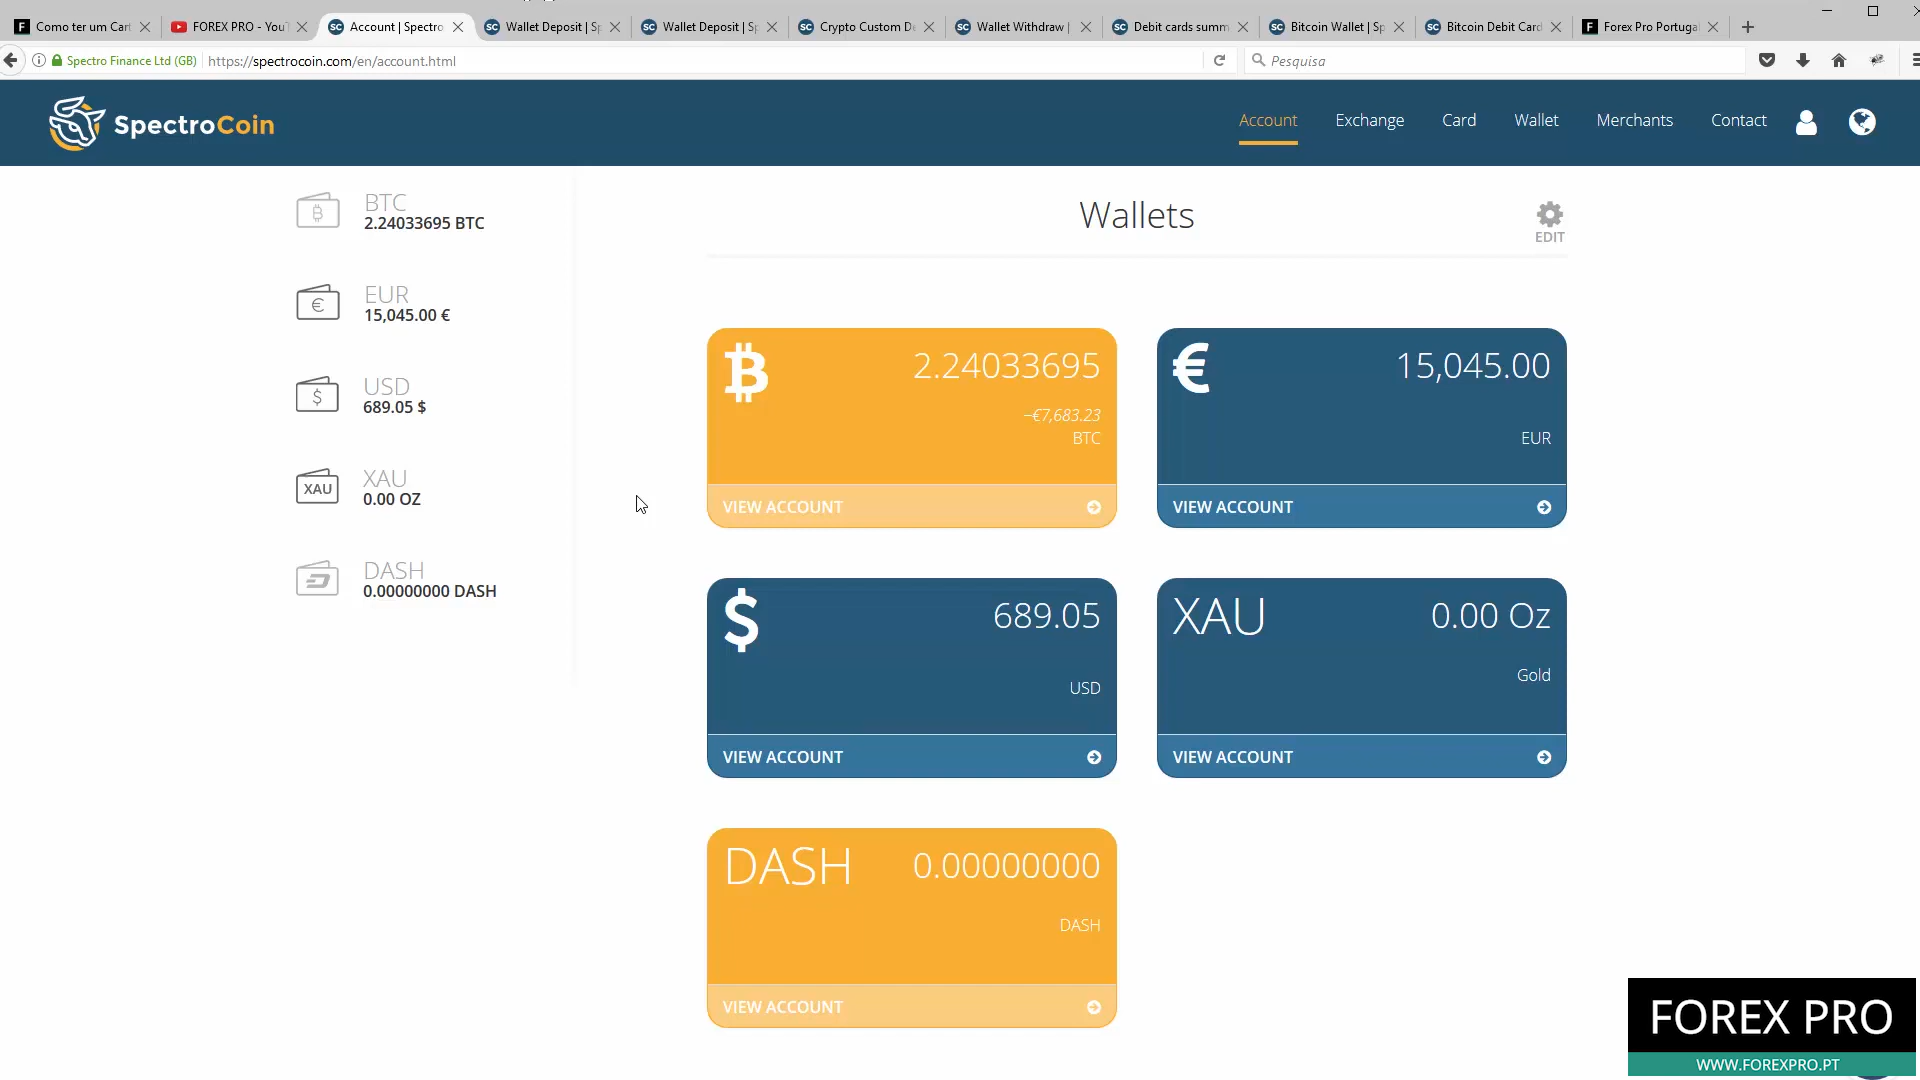 Como ter um Cart
FOREX PRO - YouT
Account | Spectro
Wallet Deposit | Sp
Wallet Deposit | Sp
Crypto Custom De
Wallet Withdraw |
Debit cards summ
Bitcoin Wallet | Sp
Bitcoin Debit Card
Forex Pro Portugal
Spectro Finance Ltd (GB)
https://spectrocoin.com/en/account.html
Pesquisa
SpectroCoin
Account
Exchange
Card
Wallet
Merchants
Contact
BTC
2.24033695 BTC
EUR
15,045.00 €
USD
689.05 $
XAU
XAU
0.00 OZ
DASH
0.00000000 DASH
Wallets
EDIT
2.24033695
~€7,683.23
BTC
VIEW ACCOUNT
€
15,045.00
EUR
VIEW ACCOUNT
$
689.05
USD
VIEW ACCOUNT
XAU
0.00 Oz
Gold
VIEW ACCOUNT
DASH
0.00000000
DASH
VIEW ACCOUNT
FOREX PRO
WWW.FOREXPRO.PT